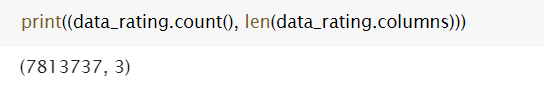 print((data_rating.count(), len(data_rating.columns)))
(7813737, 3)